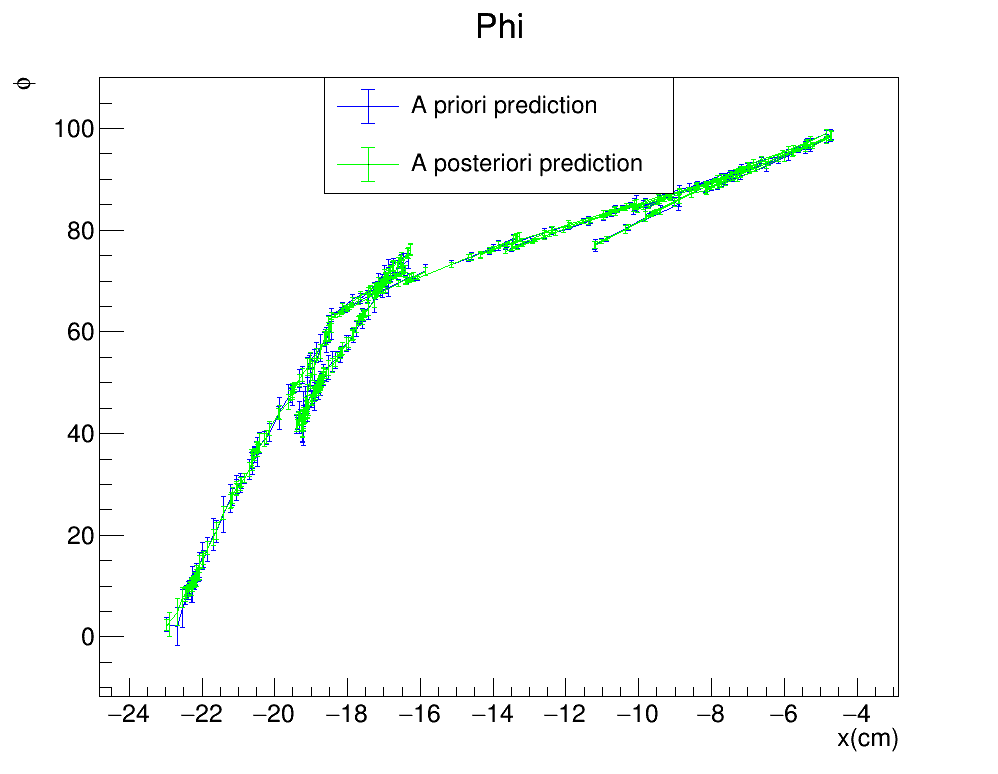 Phi
ϕ
A priori prediction
A posteriori prediction
100
80
60
40
20
0
−24 −22 −20 −18 −16 −14 −12 −10 −8 −6 −4
x(cm)